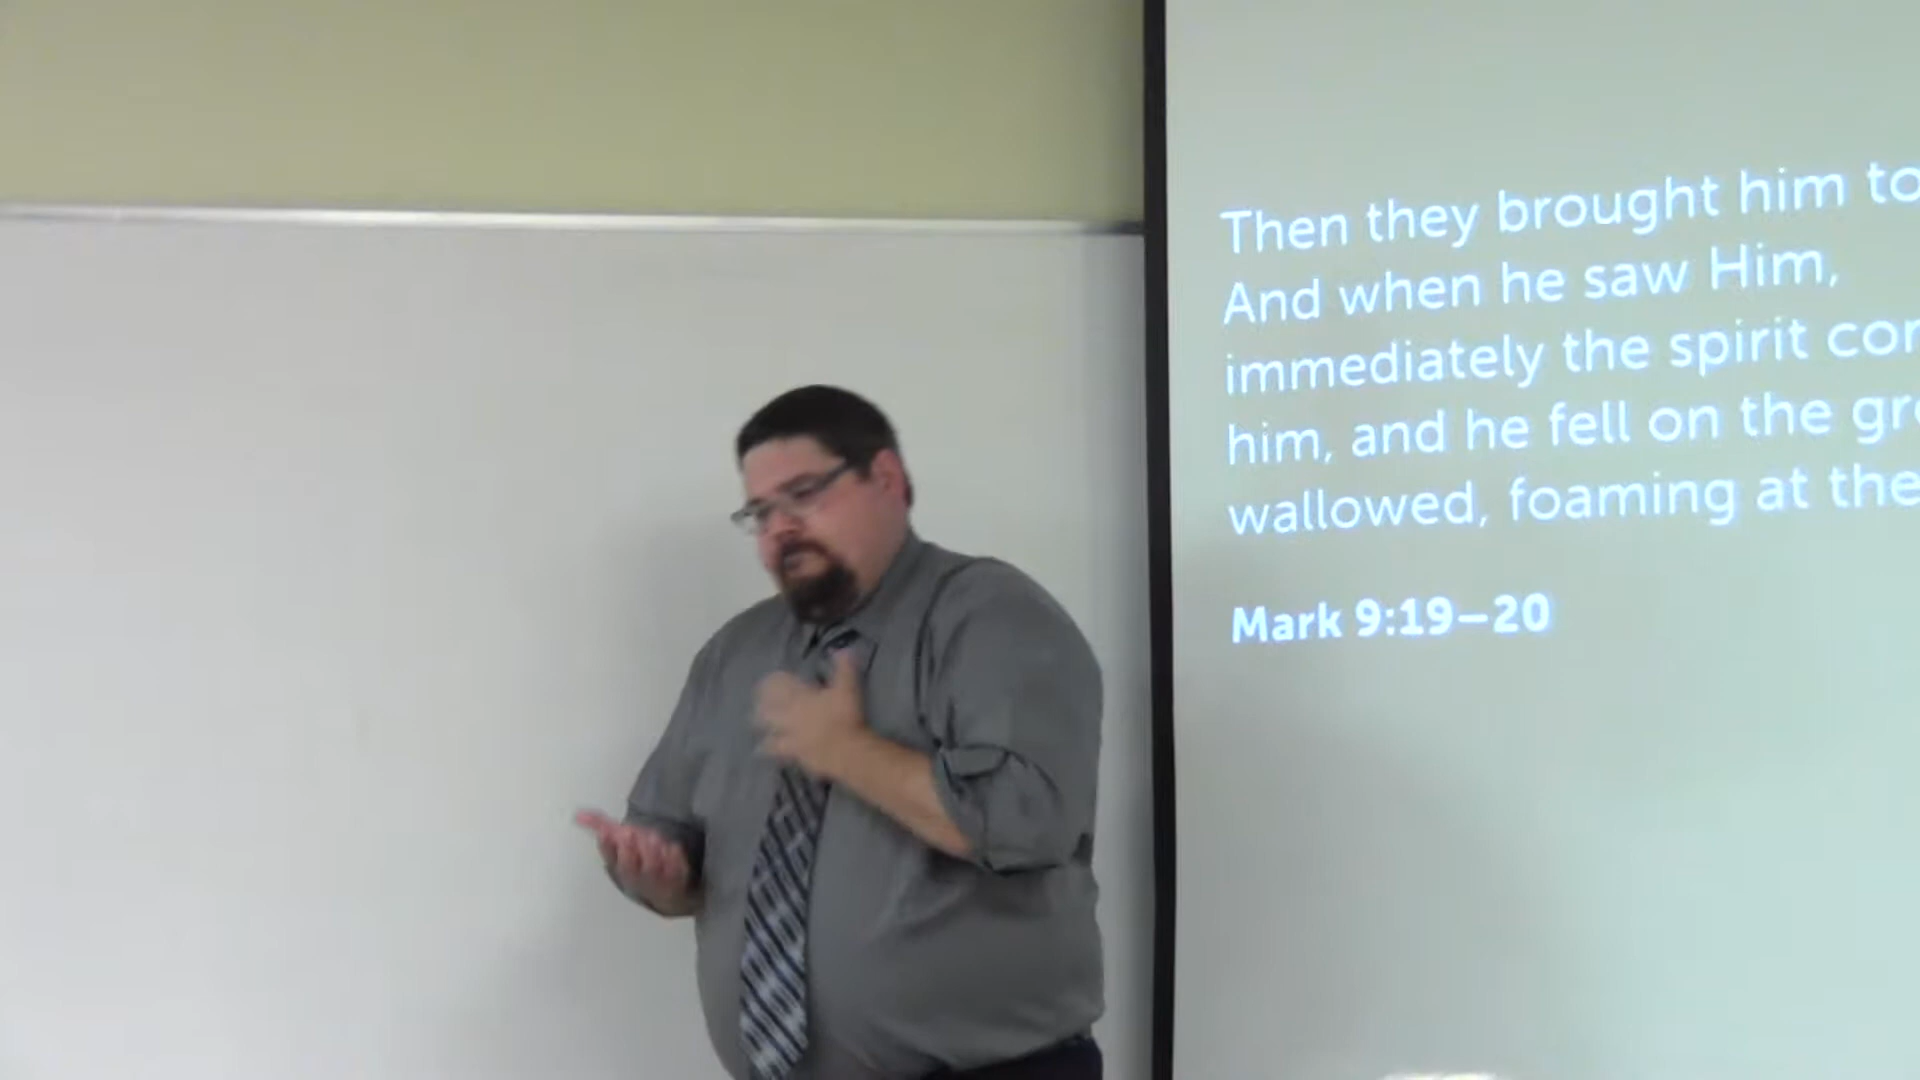 Then they brought him to
And when he saw Him,
immediately the spirit
him, and he fell on the
wallowed, foaming at the
Mark 9:19–20